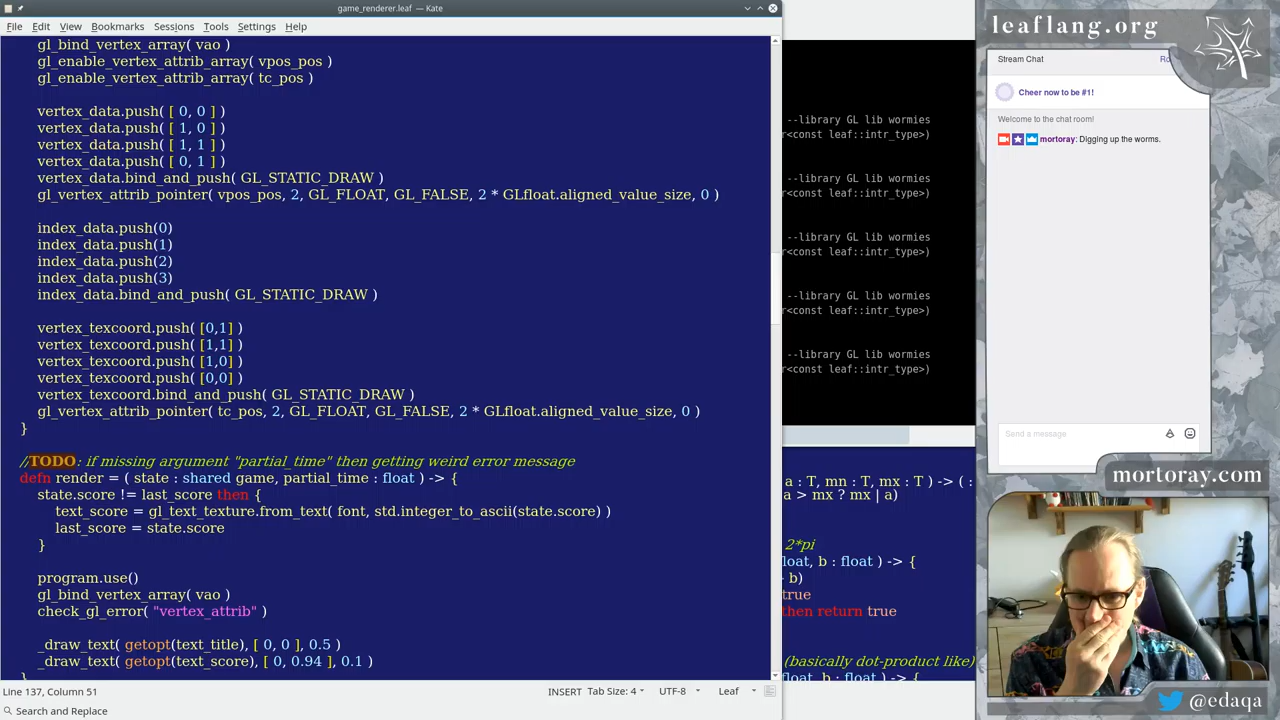 game_renderer.leaf — Kate
File Edit View Bookmarks Sessions Tools Settings Help
gl_bind_vertex_array( vao )
gl_enable_vertex_attrib_array( vpos_pos )
gl_enable_vertex_attrib_array( tc_pos )
vertex_data.push( [ 0, 0 ] )
vertex_data.push( [ 1, 0 ] )
vertex_data.push( [ 1, 1 ] )
vertex_data.push( [ 0, 1 ] )
vertex_data.bind_and_push( GL_STATIC_DRAW )
gl_vertex_attrib_pointer( vpos_pos, 2, GL_FLOAT, GL_FALSE, 2 * GLfloat.aligned_value_size, 0 )
index_data.push(0)
index_data.push(1)
index_data.push(2)
index_data.push(3)
index_data.bind_and_push( GL_STATIC_DRAW )
vertex_texcoord.push( [0,1] )
vertex_texcoord.push( [1,1] )
vertex_texcoord.push( [1,0] )
vertex_texcoord.push( [0,0] )
vertex_texcoord.bind_and_push( GL_STATIC_DRAW )
gl_vertex_attrib_pointer( tc_pos, 2, GL_FLOAT, GL_FALSE, 2 * GLfloat.aligned_value_size, 0 )
}
//TODO: if missing argument "partial_time" then getting weird error message
defn render = ( state : shared game, partial_time : float ) -> {
state.score != last_score then {
text_score = gl_text_texture.from_text( font, std.integer_to_ascii(state.score) )
last_score = state.score
}
program.use()
gl_bind_vertex_array( vao )
check_gl_error( "vertex_attrib" )
_draw_text( getopt(text_title), [ 0, 0 ], 0.5 )
_draw_text( getopt(text_score), [ 0, 0.94 ], 0.1 )
Line 137, Column 51
INSERT Tab Size: 4 UTF-8 Leaf
Search and Replace
--library GL lib wormies
r<const leaf::intr_type>)
--library GL lib wormies
r<const leaf::intr_type>)
--library GL lib wormies
r<const leaf::intr_type>)
--library GL lib wormies
r<const leaf::intr_type>)
--library GL lib wormies
r<const leaf::intr_type>)
a : T, mn : T, mx : T ) -> ( :
a > mx ? mx | a)
2*pi
loat, b : float ) -> {
- b)
true
then return true
(basically dot-product like)
float, b : float ) -> {
leaflang.org
Stream Chat Ro
Cheer now to be #1!
Welcome to the chat room!
mortoray: Digging up the worms.
Send a message
mortoray.com
@edaqa